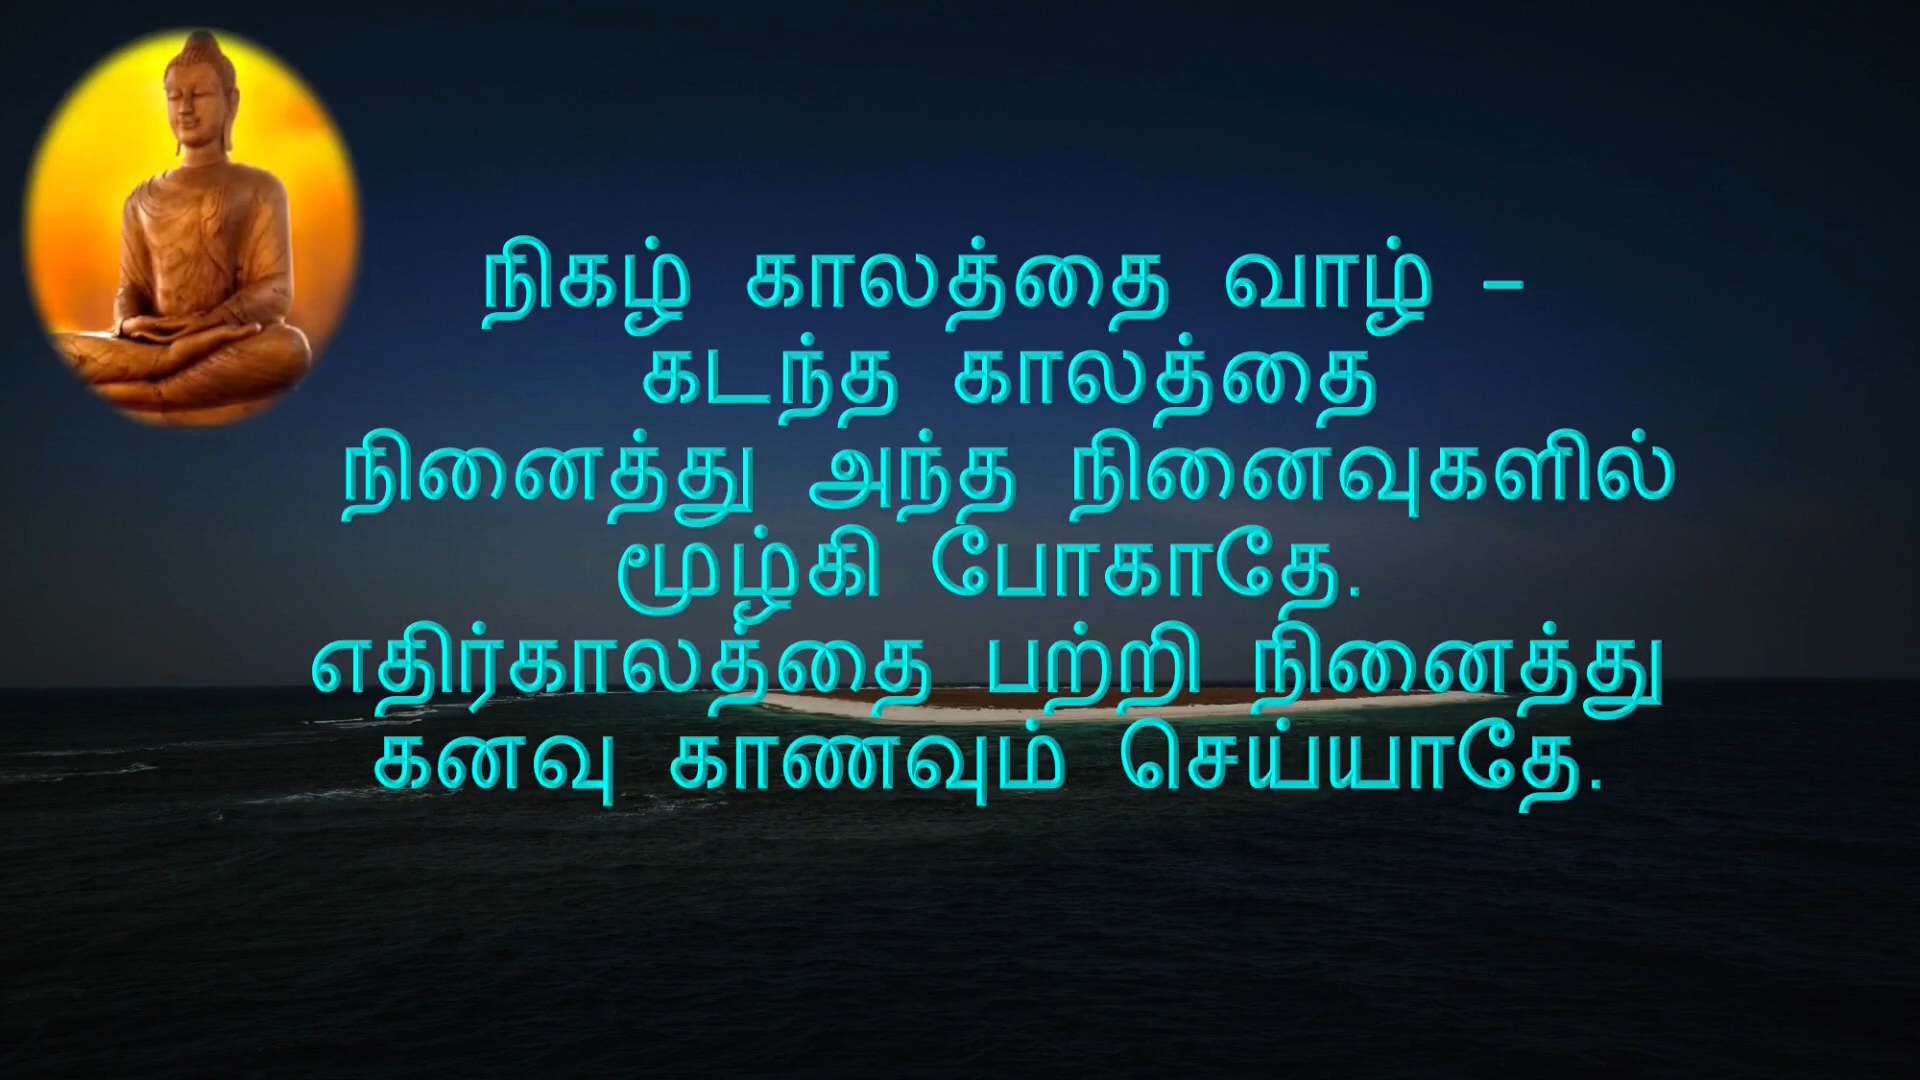 நிகழ் காலத்தை வாழ் –
கடந்த காலத்தை
நினைத்து அந்த நினைவுகளில்
மூழ்கி போகாதே.
எதிர்காலத்தை பற்றி நினைத்து
கனவு காணவும் செய்யாதே.